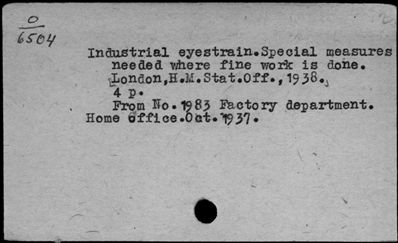 0
6504
Industrial eyestrain.Special measures
needed where fine work is done.
London,H.M.Stat.Off.,1938.
4 p.
From No.1983 Factory department.
Home office.Oct.1937.